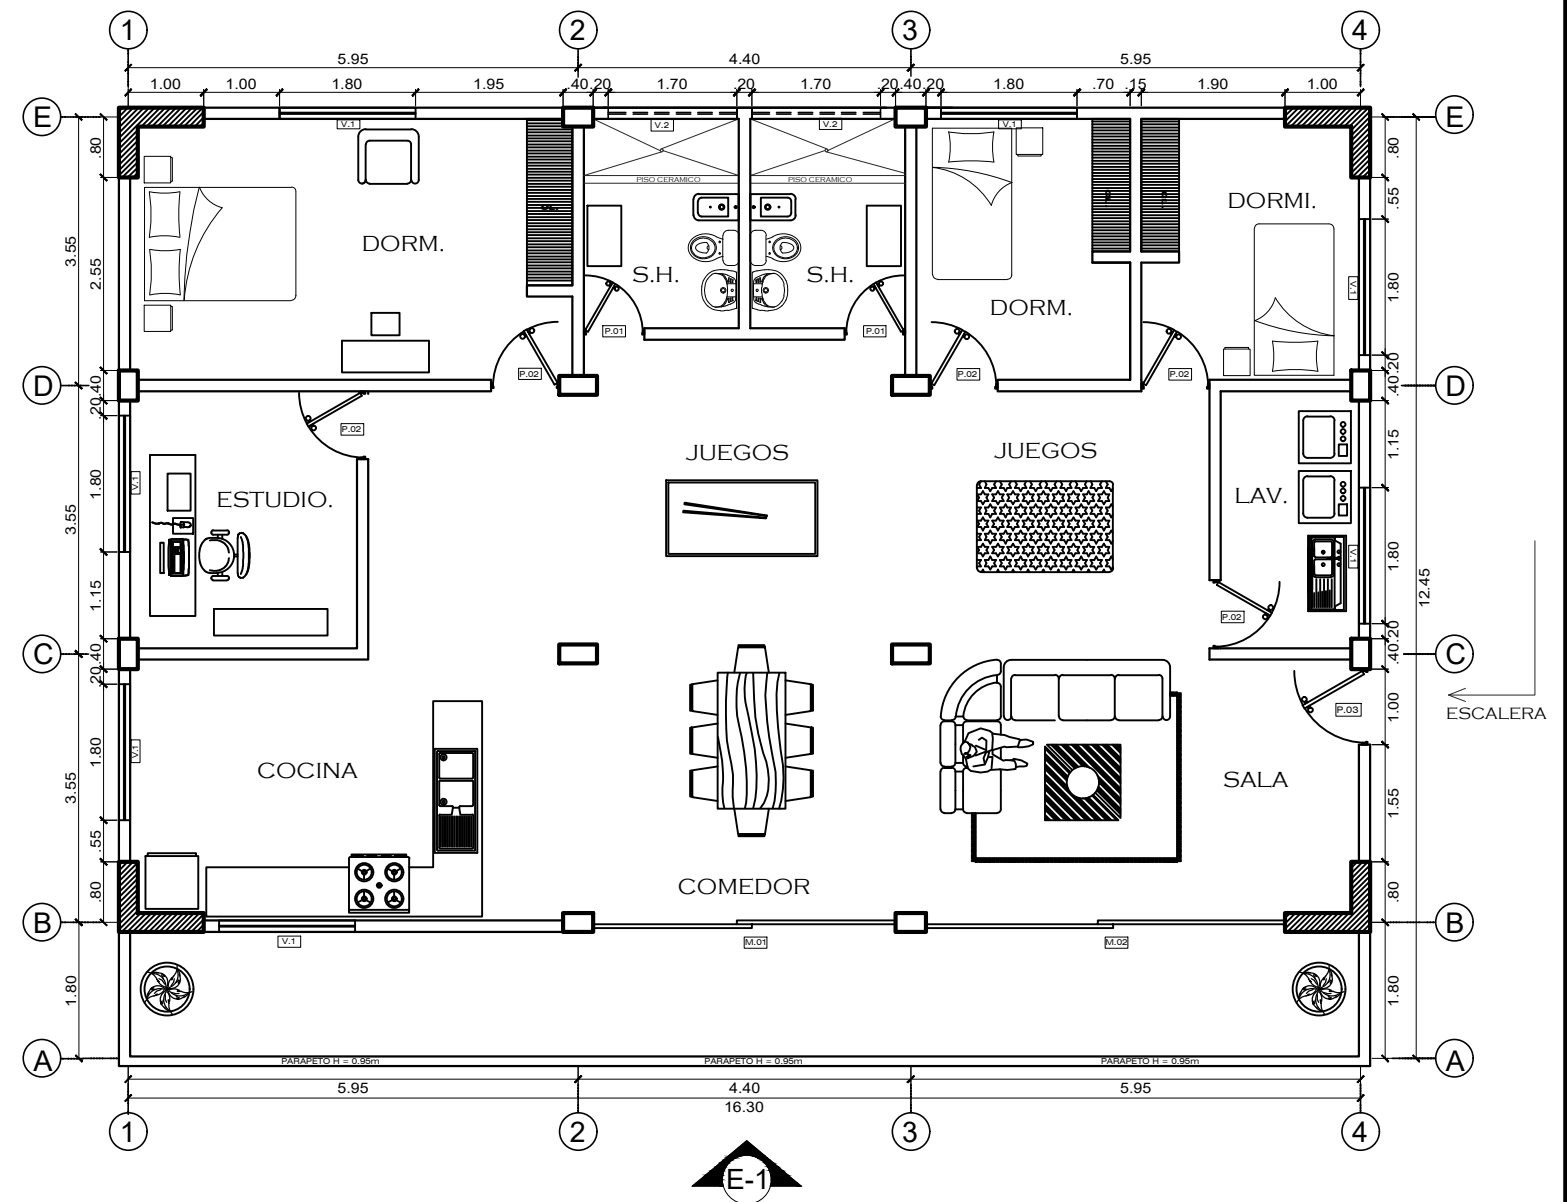 1 2 3 4
5.95 4.40 5.95
1.00 1.00 1.80 1.95 .40 .20 1.70 .20 1.70 .20 .40 .20 1.80 .70 .15 1.90 1.00
E E
V.1 V.2 V.2 V.1
.80 .80
PISO CERAMICO PISO CERAMICO
.55
DORM. S.H. S.H. DORM. DORMI.
3.55 2.55 1.80 V.1
P.01 P.01
P.02 P.02 P.02
D D
.40 .20 .20 .40
P.02
JUEGOS JUEGOS
1.15
ESTUDIO. LAV.
V.1 1.80
3.55
1.80 V.1
12.45
1.15
P.02
C C
.40 .20 .20 .40
P.03
1.00
ESCALERA
V.1 1.80
COCINA SALA
3.55
1.55
.55
.80 .80
COMEDOR
B B
V.1 M.01 M.02
1.80 1.80
A A
PARAPETO H = 0.95m PARAPETO H = 0.95m PARAPETO H = 0.95m
5.95 4.40 5.95
16.30
1 2 3 4
E-1